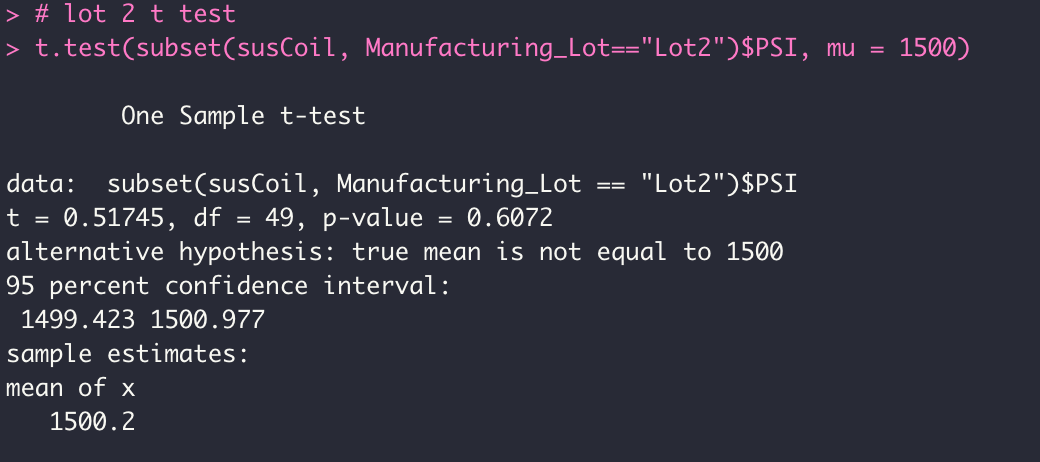 > # lot 2 t test
> t.test(subset(susCoil, Manufacturing_Lot=="Lot2")$PSI, mu = 1500)
One Sample t-test
data:  subset(susCoil, Manufacturing_Lot == "Lot2")$PSI
t = 0.51745, df = 49, p-value = 0.6072
alternative hypothesis: true mean is not equal to 1500
95 percent confidence interval:
1499.423 1500.977
sample estimates:
mean of x
1500.2